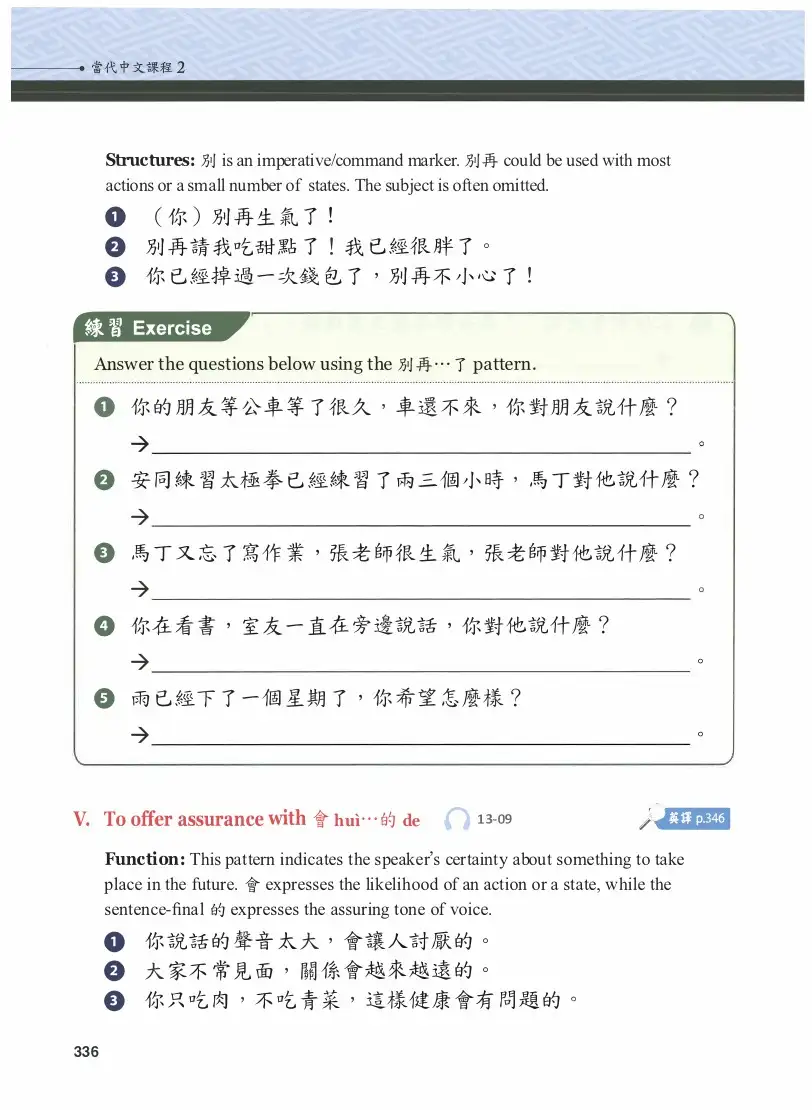 當代中文課程 2
Structures: 別 is an imperative/command marker. 別再 could be used with most
actions or a small number of states. The subject is often omitted.
1 （你）別再生氣了！
2 別再請我吃甜點了！我已經很胖了。
3 你已經掉過一次錢包了，別再不小心了！
練習 Exercise
Answer the questions below using the 別再…了 pattern.
1 你的朋友等公車等了很久，車還不來，你對朋友說什麼？
→ 。
2 安同練習太極拳已經練習了兩三個小時，馬丁對他說什麼？
→ 。
3 馬丁又忘了寫作業，張老師很生氣，張老師對他說什麼？
→ 。
4 你在看書，室友一直在旁邊說話，你對他說什麼？
→ 。
5 雨已經下了一個星期了，你希望怎麼樣？
→ 。
V. To offer assurance with 會 huì…的 de 13-09 英譯 p.346
Function: This pattern indicates the speaker's certainty about something to take
place in the future. 會 expresses the likelihood of an action or a state, while the
sentence-final 的 expresses the assuring tone of voice.
1 你說話的聲音太大，會讓人討厭的。
2 大家不常見面，關係會越來越遠的。
3 你只吃肉，不吃青菜，這樣健康會有問題的。
336